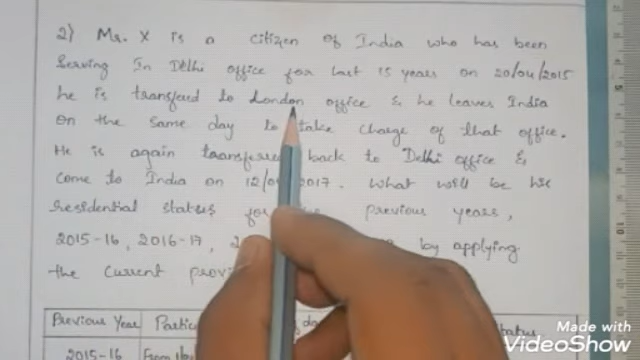 2) Mr. X is a citizen of India who has been
serving in Delhi office for last 15 years on 20/04/2015
he is transfered to London office & he leaves India
on the same day to take charge of that office.
He is again transferred back to Delhi office &
come to India on 12/0 2017. What will be his
residential status for previous years,
2015-16, 2016-17, by applying
the current
Previous Year
2015-16 From the
Made with
VideoShow